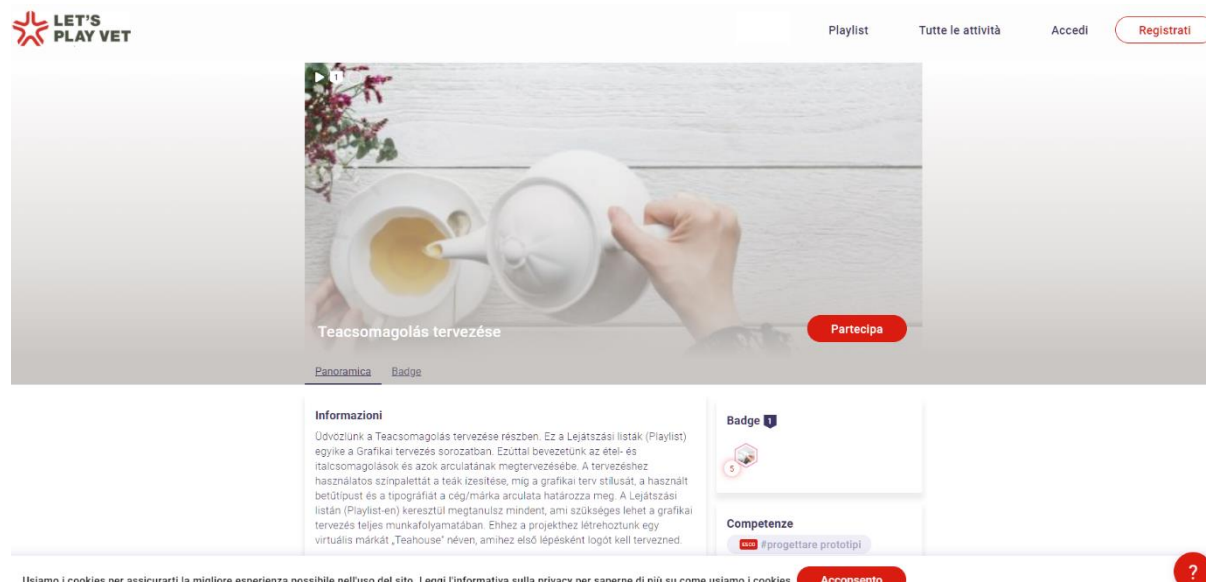 LET'S
PLAY VET
Playlist
Tutte le attività
Accedi
Registrati
1
Teacsomagolás tervezése
Partecipa
Panoramica
Badge
Informazioni
Üdvözlünk a Teacsomagolás tervezése részben. Ez a Lejátszási listák (Playlist)
egyike a Grafikai tervezés sorozatban. Ezúttal bevezetünk az étel- és
italcsomagolások és azok arculatának megtervezésébe. A tervezéshez
használatos színpalettát a teák ízesítése, míg a grafikai terv stílusát, a használt
betűtípust és a tipográfiát a cég/márka arculata határozza meg. A Lejátszási
listán (Playlist-en) keresztül megtanulsz mindent, ami szükséges lehet a grafikai
tervezés teljes munkafolyamatában. Ehhez a projekthez létrehoztunk egy
virtuális márkát „Teahouse" néven, amihez első lépésként logót kell tervezned.
Badge 1
5
Competenze
ESCO #progettare prototipi
Usiamo i cookies per assicurarti la migliore esperienza possibile nell'uso del sito. Leggi l'informativa sulla privacy per saperne di più su come usiamo i cookies.
Acconsento
?